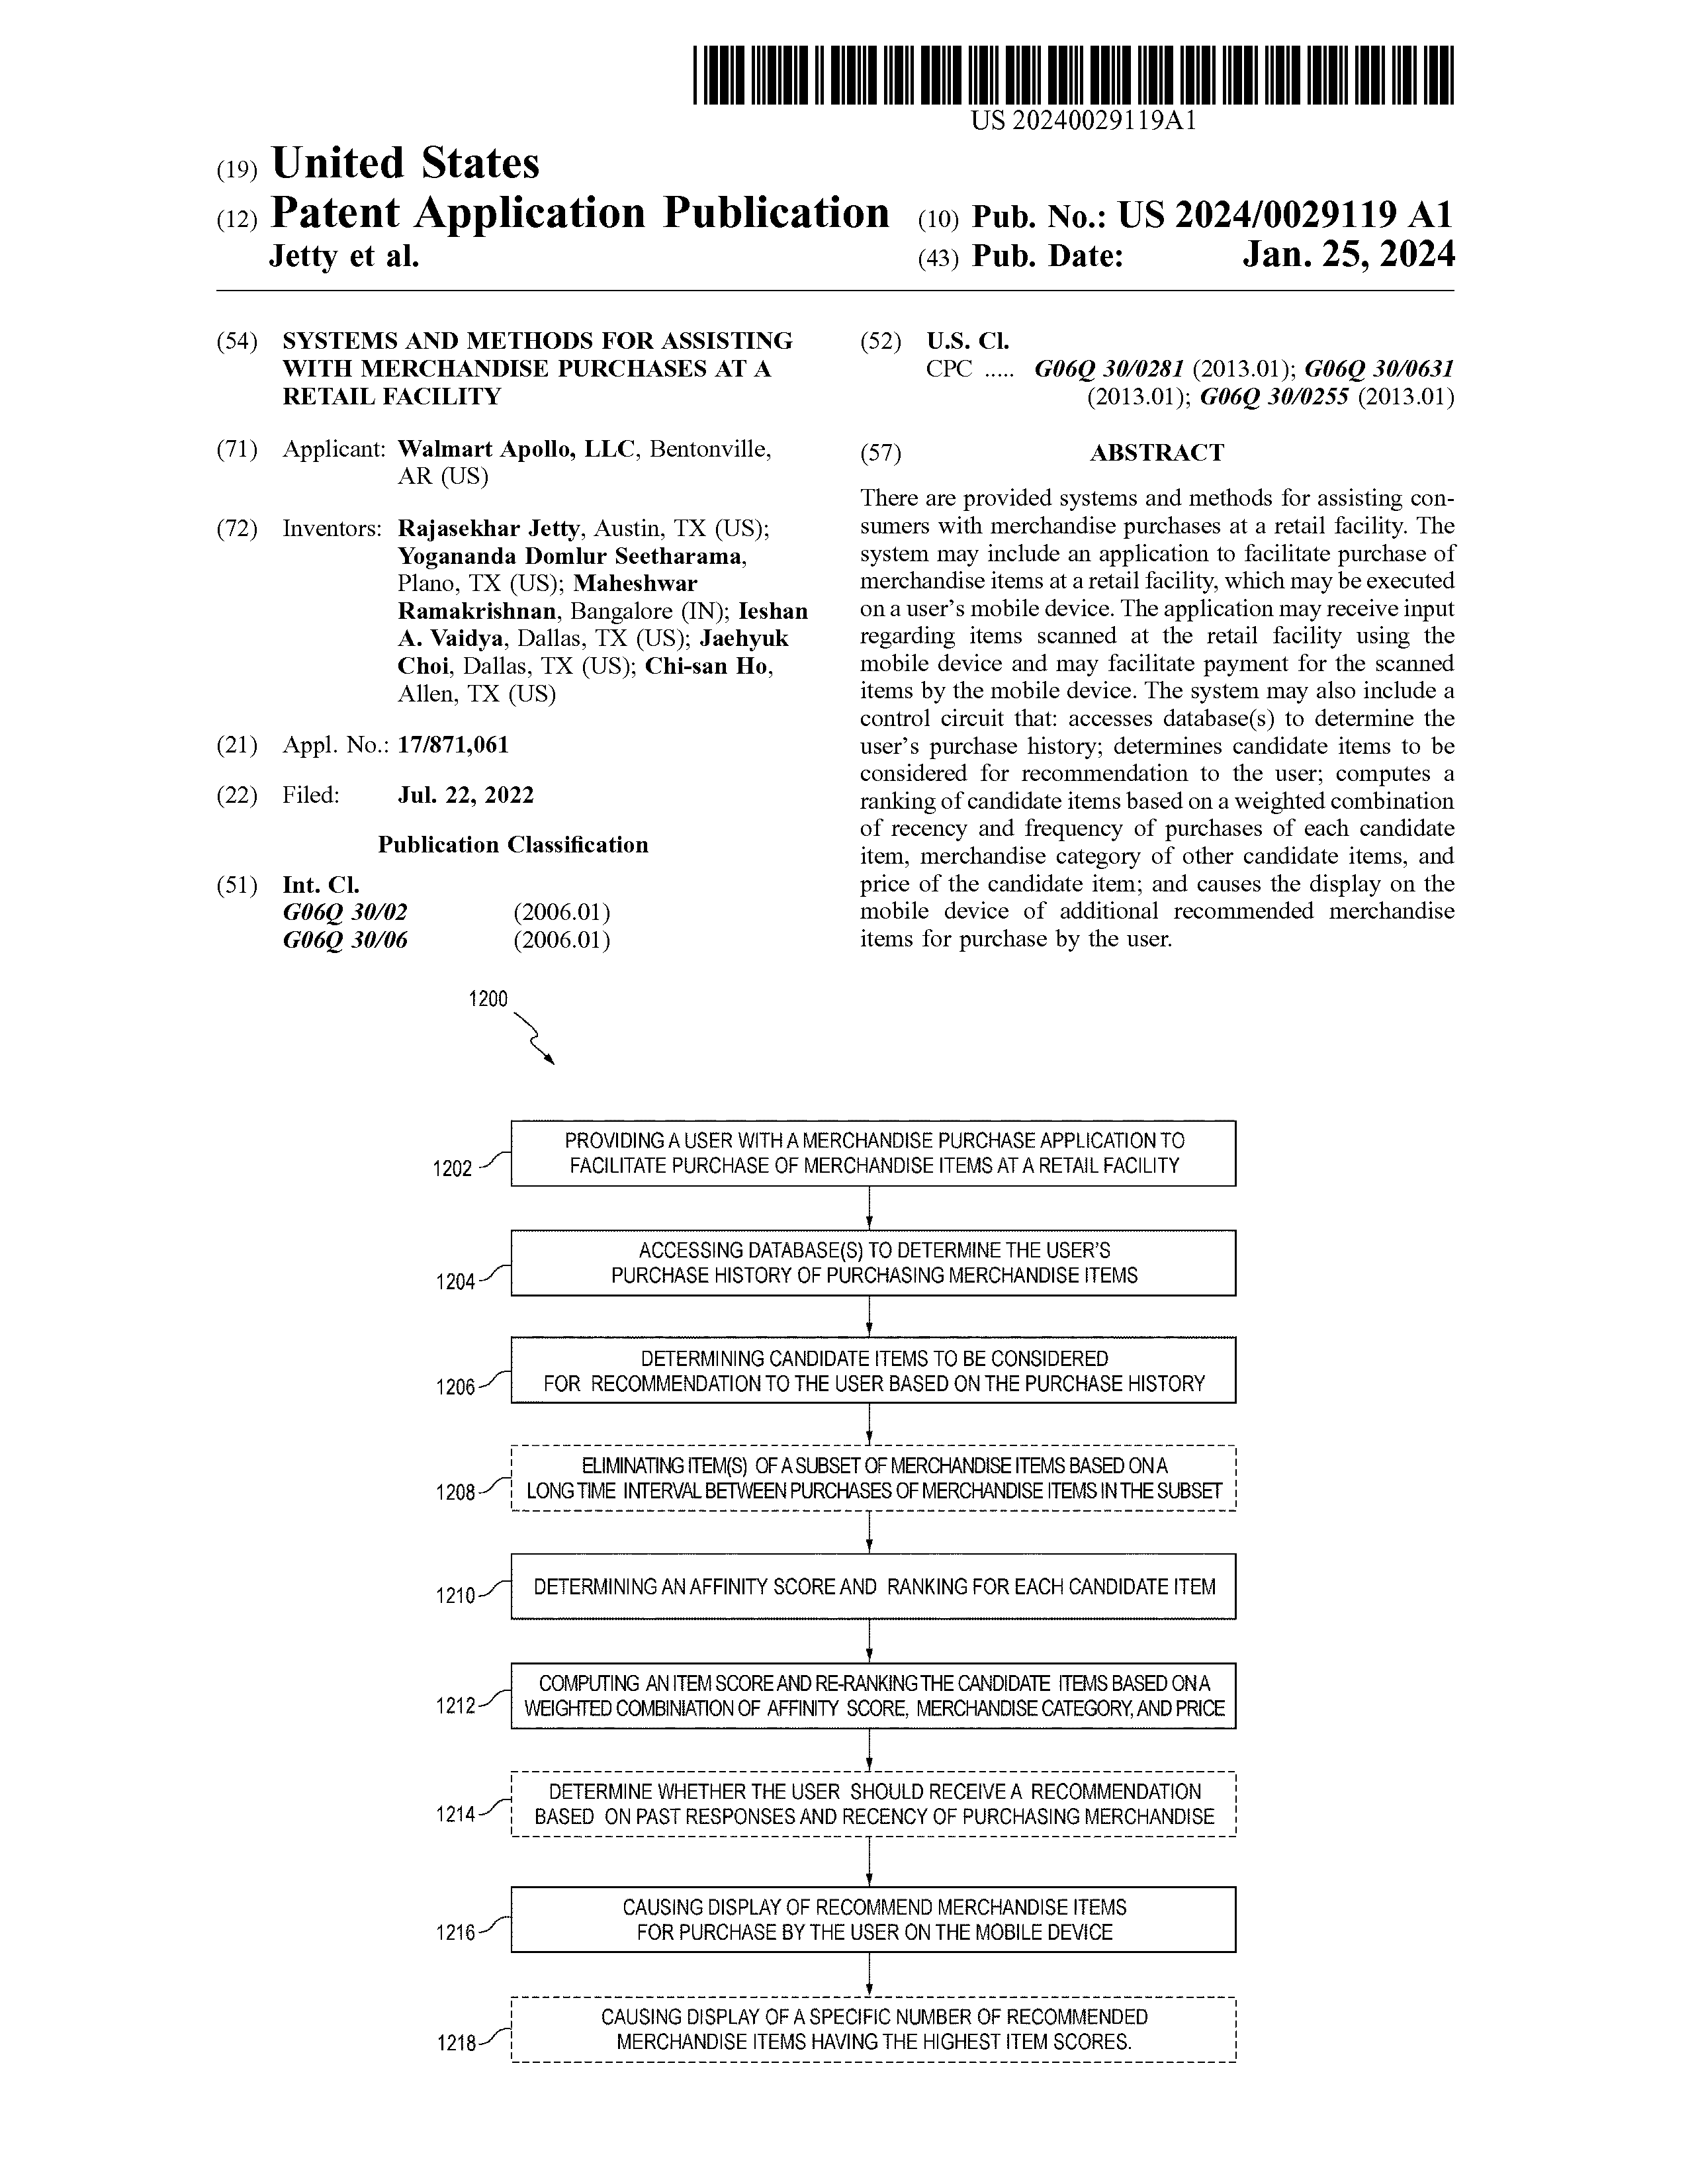 US 20240029119A1
(19) United States
(12) Patent Application Publication
Jetty et al.
(10) Pub. No.: US 2024/0029119 A1
(43) Pub. Date: Jan. 25, 2024
(54) SYSTEMS AND METHODS FOR ASSISTING
WITH MERCHANDISE PURCHASES AT A
RETAIL FACILITY
(71) Applicant: Walmart Apollo, LLC, Bentonville,
AR (US)
(72) Inventors: Rajasekhar Jetty, Austin, TX (US);
Yogananda Domlur Seetharama,
Plano, TX (US); Maheshwar
Ramakrishnan, Bangalore (IN); Ieshan
A. Vaidya, Dallas, TX (US); Jaehyuk
Choi, Dallas, TX (US); Chi-san Ho,
Allen, TX (US)
(21) Appl. No.: 17/871,061
(22) Filed: Jul. 22, 2022
Publication Classification
(51) Int. Cl.
G06Q 30/02 (2006.01)
G06Q 30/06 (2006.01)
(52) U.S. Cl.
CPC ..... G06Q 30/0281 (2013.01); G06Q 30/0631
(2013.01); G06Q 30/0255 (2013.01)
(57) ABSTRACT
There are provided systems and methods for assisting con-
sumers with merchandise purchases at a retail facility. The
system may include an application to facilitate purchase of
merchandise items at a retail facility, which may be executed
on a user's mobile device. The application may receive input
regarding items scanned at the retail facility using the
mobile device and may facilitate payment for the scanned
items by the mobile device. The system may also include a
control circuit that: accesses database(s) to determine the
user's purchase history; determines candidate items to be
considered for recommendation to the user; computes a
ranking of candidate items based on a weighted combination
of recency and frequency of purchases of each candidate
item, merchandise category of other candidate items, and
price of the candidate item; and causes the display on the
mobile device of additional recommended merchandise
items for purchase by the user.
1200
1202
PROVIDING A USER WITH A MERCHANDISE PURCHASE APPLICATION TO
FACILITATE PURCHASE OF MERCHANDISE ITEMS AT A RETAIL FACILITY
1204
ACCESSING DATABASE(S) TO DETERMINE THE USER'S
PURCHASE HISTORY OF PURCHASING MERCHANDISE ITEMS
1206
DETERMINING CANDIDATE ITEMS TO BE CONSIDERED
FOR RECOMMENDATION TO THE USER BASED ON THE PURCHASE HISTORY
1208
ELIMINATING ITEM(S) OF A SUBSET OF MERCHANDISE ITEMS BASED ON A
LONG TIME INTERVAL BETWEEN PURCHASES OF MERCHANDISE ITEMS IN THE SUBSET
1210
DETERMINING AN AFFINITY SCORE AND RANKING FOR EACH CANDIDATE ITEM
1212
COMPUTING AN ITEM SCORE AND RE-RANKING THE CANDIDATE ITEMS BASED ON A
WEIGHTED COMBINIATION OF AFFINITY SCORE, MERCHANDISE CATEGORY, AND PRICE
1214
DETERMINE WHETHER THE USER SHOULD RECEIVE A RECOMMENDATION
BASED ON PAST RESPONSES AND RECENCY OF PURCHASING MERCHANDISE
1216
CAUSING DISPLAY OF RECOMMEND MERCHANDISE ITEMS
FOR PURCHASE BY THE USER ON THE MOBILE DEVICE
1218
CAUSING DISPLAY OF A SPECIFIC NUMBER OF RECOMMENDED
MERCHANDISE ITEMS HAVING THE HIGHEST ITEM SCORES.